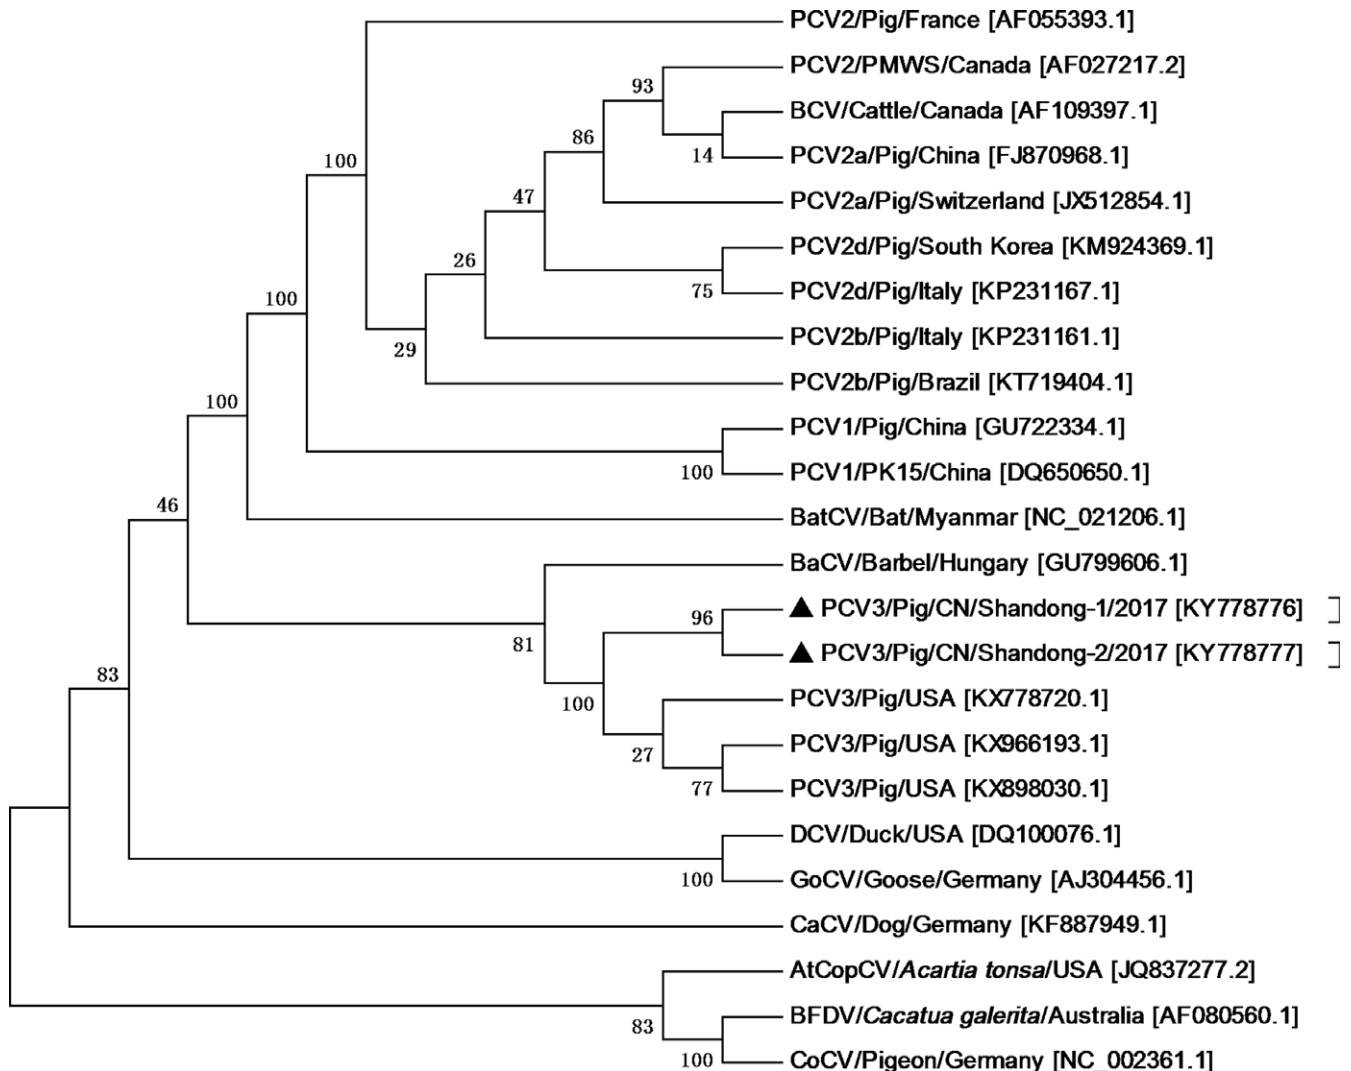 PCV2/Pig/France [AF055393.1]
PCV2/PMWS/Canada [AF027217.2]
93
BCV/Cattle/Canada [AF109397.1]
86
14
PCV2a/Pig/China [FJ870968.1]
100
47
PCV2a/Pig/Switzerland [JX512854.1]
PCV2d/Pig/South Korea [KM924369.1]
26
75
PCV2d/Pig/Italy [KP231167.1]
100
PCV2b/Pig/Italy [KP231161.1]
29
PCV2b/Pig/Brazil [KT719404.1]
100
PCV1/Pig/China [GU722334.1]
100
PCV1/PK15/China [DQ650650.1]
46
BatCV/Bat/Myanmar [NC_021206.1]
BaCV/Barbel/Hungary [GU799606.1]
96
▲ PCV3/Pig/CN/Shandong-1/2017 [KY778776]
81
▲ PCV3/Pig/CN/Shandong-2/2017 [KY778777]
83
100
PCV3/Pig/USA [KX778720.1]
27
PCV3/Pig/USA [KX966193.1]
77
PCV3/Pig/USA [KX898030.1]
DCV/Duck/USA [DQ100076.1]
100
GoCV/Goose/Germany [AJ304456.1]
CaCV/Dog/Germany [KF887949.1]
AtCopCV/Acartia tonsa/USA [JQ837277.2]
83
BFDV/Cacatua galerita/Australia [AF080560.1]
100
CoCV/Pigeon/Germany [NC_002361.1]